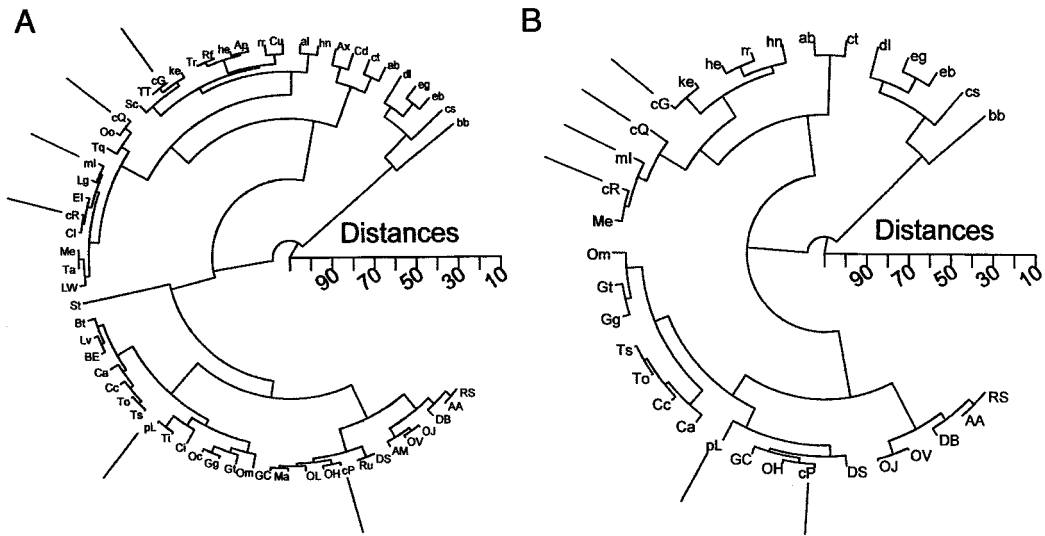 A
Sc
TT
cG
ke
Tr
Rf
he
An
rr
Cu
al
hn
Ax
Cd
ct
ab
dl
eg
eb
cs
bb
cQ
Oo
Tq
ml
Lg
El
cR
Cl
Me
Ta
LW
St
Bt
Lv
BE
Ca
Cc
To
Ts
pL
Ti
Ci
Oc
Gg
Gt
Om
GC
Ma
OL
OH
cP
Ru
DS
AM
OV
OJ
DB
AA
RS
Distances
90 70 50 30 10
B
cG
ke
he
rr
hn
ab
ct
dl
eg
eb
cs
bb
cQ
ml
cR
Me
Om
Gt
Gg
Ts
To
Cc
Ca
pL
GC
OH
cP
DS
OJ
OV
DB
AA
RS
Distances
90 70 50 30 10